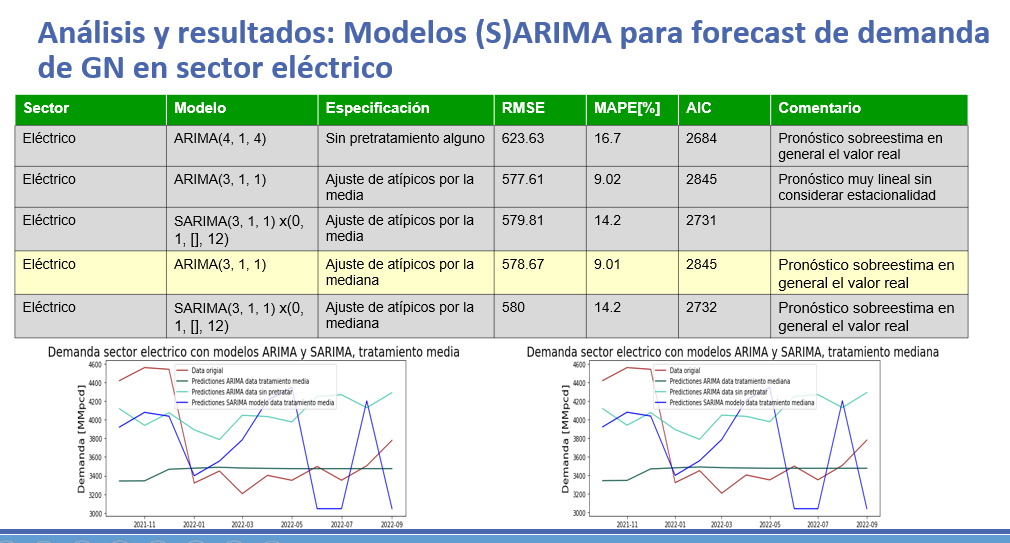 Análisis y resultados: Modelos (S)ARIMA para forecast de demanda
de GN en sector eléctrico
Sector Modelo Especificación RMSE MAPE[%] AIC Comentario
Eléctrico ARIMA(4, 1, 4) Sin pretratamiento alguno 623.63 16.7 2684 Pronóstico sobreestima en
general el valor real
Eléctrico ARIMA(3, 1, 1) Ajuste de atípicos por la 577.61 9.02 2845 Pronóstico muy lineal sin
media considerar estacionalidad
Eléctrico SARIMA(3, 1, 1) x(0, Ajuste de atípicos por la 579.81 14.2 2731
1, [], 12) media
Eléctrico ARIMA(3, 1, 1) Ajuste de atípicos por la 578.67 9.01 2845 Pronóstico sobreestima en
mediana general el valor real
Eléctrico SARIMA(3, 1, 1) x(0, Ajuste de atípicos por la 580 14.2 2732 Pronóstico sobreestima en
1, [], 12) mediana general el valor real
Demanda sector electrico con modelos ARIMA y SARIMA, tratamiento media
Demanda [MMpcd]
4600
4400
4200
4000
3800
3600
3400
3200
3000
Data origial
Predictiones ARIMA data tratamiento media
Predictiones ARIMA data sin pretratar
Predictiones SARIMA modelo data tratamiento media
2021-11 2022-01 2022-03 2022-05 2022-07 2022-09
Demanda sector electrico con modelos ARIMA y SARIMA, tratamiento mediana
Demanda [MMpcd]
4600
4400
4200
4000
3800
3600
3400
3200
3000
Data origial
Predictiones ARIMA data tratamiento mediana
Predictiones ARIMA data sin pretratar
Predictiones SARIMA modelo data tratamiento mediana
2021-11 2022-01 2022-03 2022-05 2022-07 2022-09